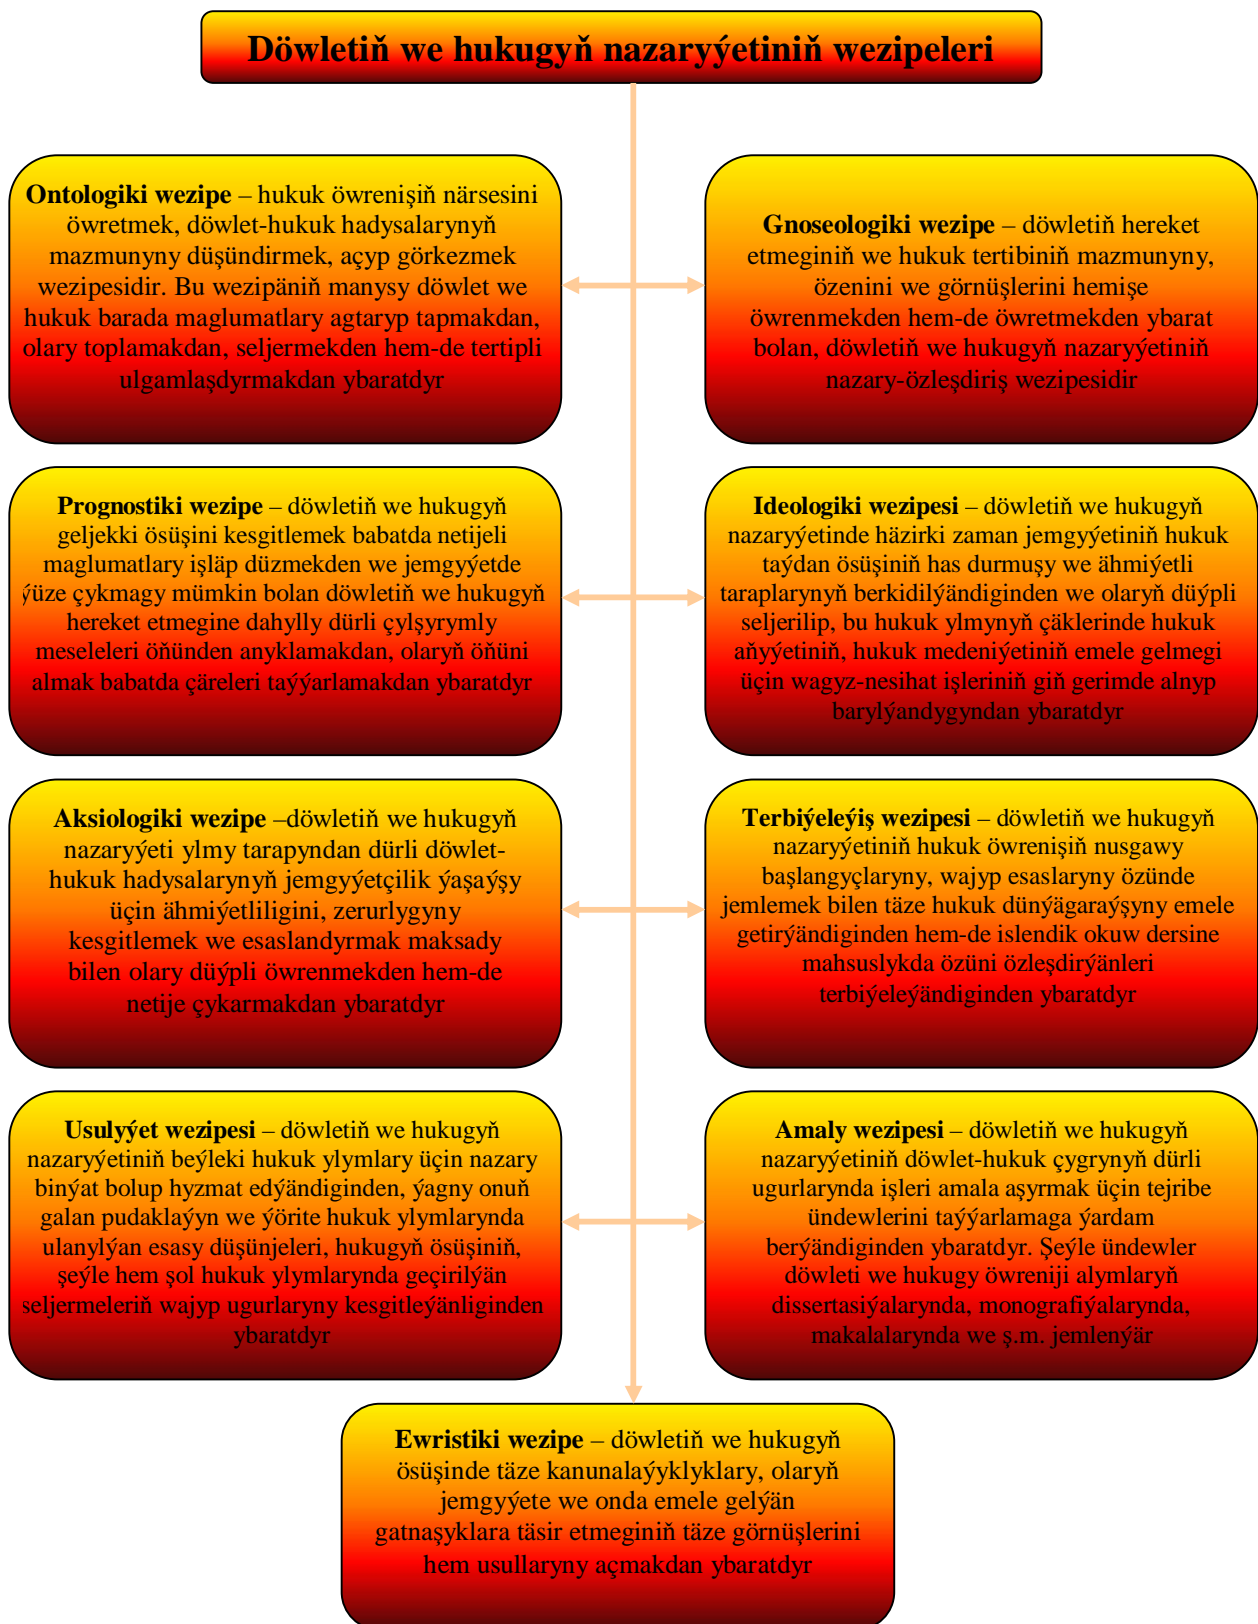 Döwletiň we hukugyň nazaryýetiniň wezipeleri
Ontologiki wezipe – hukuk öwrenişiň närsesini
öwretmek, döwlet-hukuk hadysalarynyň
mazmunyny düşündirmek, açyp görkezmek
wezipesidir. Bu wezipäniň manysy döwlet we
hukuk barada maglumatlary agtaryp tapmakdan,
olary toplamakdan, seljermekden hem-de tertipli
ulgamlaşdyrmakdan ybaratdyr
Gnoseologiki wezipe – döwletiň hereket
etmeginiň we hukuk tertibiniň mazmunyny,
özenini we görnüşlerini hemişe
öwrenmekden hem-de öwretmekden ybarat
bolan, döwletiň we hukugyň nazaryýetiniň
nazary-özleşdiriş wezipesidir
Prognostiki wezipe – döwletiň we hukugyň
geljekki ösüşini kesgitlemek babatda netijeli
maglumatlary işläp düzmekden we jemgyýetde
ýüze çykmagy mümkin bolan döwletiň we hukugyň
hereket etmegine dahylly dürli çylşyrymly
meseleleri öňünden anyklamakdan, olaryň öňüni
almak babatda çäreleri taýýarlamakdan ybaratdyr
Ideologiki wezipesi – döwletiň we hukugyň
nazaryýetinde häzirki zaman jemgyýetiniň hukuk
taýdan ösüşiniň has durmuşy we ähmiýetli
taraplarynyň berkidilýändiginden we olaryň düýpli
seljerilip, bu hukuk ylmynyň çäklerinde hukuk
aňyýetiniň, hukuk medeniýetiniň emele gelmegi
üçin wagyz-nesihat işleriniň giň gerimde alnyp
barylýandygyndan ybaratdyr
Aksiologiki wezipe –döwletiň we hukugyň
nazaryýeti ylmy tarapyndan dürli döwlet-
hukuk hadysalarynyň jemgyýetçilik ýaşaýşy
üçin ähmiýetliligini, zerurlygyny
kesgitlemek we esaslandyrmak maksady
bilen olary düýpli öwrenmekden hem-de
netije çykarmakdan ybaratdyr
Terbiýeleýiş wezipesi – döwletiň we hukugyň
nazaryýetiniň hukuk öwrenişiň nusgawy
başlangyçlaryny, wajyp esaslaryny özünde
jemlemek bilen täze hukuk dünýägaraýşyny emele
getirýändiginden hem-de islendik okuw dersine
mahsuslykda özüni özleşdirýänleri
terbiýeleýändiginden ybaratdyr
Usulyýet wezipesi – döwletiň we hukugyň
nazaryýetiniň beýleki hukuk ylymlary üçin nazary
binýat bolup hyzmat edýändiginden, ýagny onuň
galan pudaklaýyn we ýörite hukuk ylymlarynda
ulanylýan esasy düşünjeleri, hukugyň ösüşiniň,
şeýle hem şol hukuk ylymlarynda geçirilýän
seljermeleriň wajyp ugurlaryny kesgitleýänliginden
ybaratdyr
Amaly wezipesi – döwletiň we hukugyň
nazaryýetiniň döwlet-hukuk çygrynyň dürli
ugurlarynda işleri amala aşyrmak üçin tejribe
ündewlerini taýýarlamaga ýardam
berýändiginden ybaratdyr. Şeýle ündewler
döwleti we hukugy öwreniji alymlaryň
dissertasiýalarynda, monografiýalarynda,
makalalarynda we ş.m. jemlenýär
Ewristiki wezipe – döwletiň we hukugyň
ösüşinde täze kanunalaýyklyklary, olaryň
jemgyýete we onda emele gelýän
gatnaşyklara täsir etmeginiň täze görnüşlerini
hem usullaryny açmakdan ybaratdyr